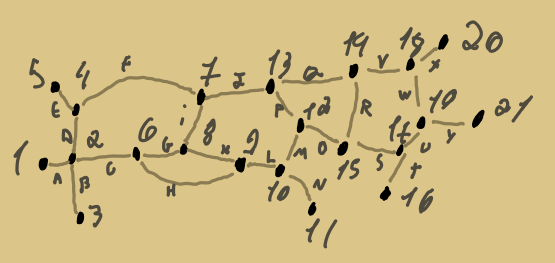 5 4 F 7 J 13 Q 14 V 18 X 20
E i P 12 R W 19 21
1 D 2 6 G 8 K 9 M O 15 S 17 U Y
A B C H L 10 N T 16
3 11